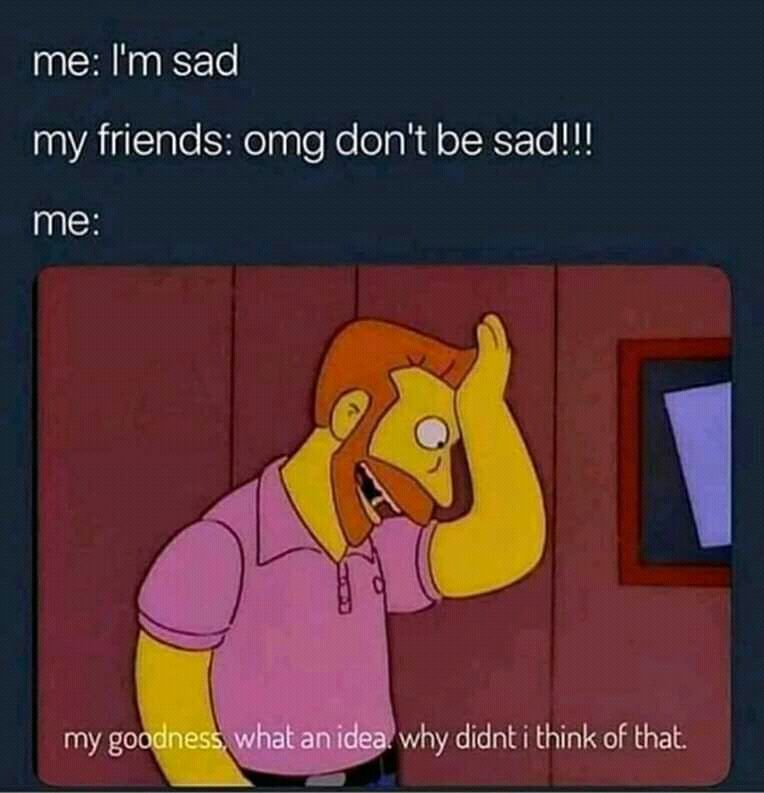 me: I'm sad
my friends: omg don't be sad!!!
me:
my goodness, what an idea. why didnt i think of that.